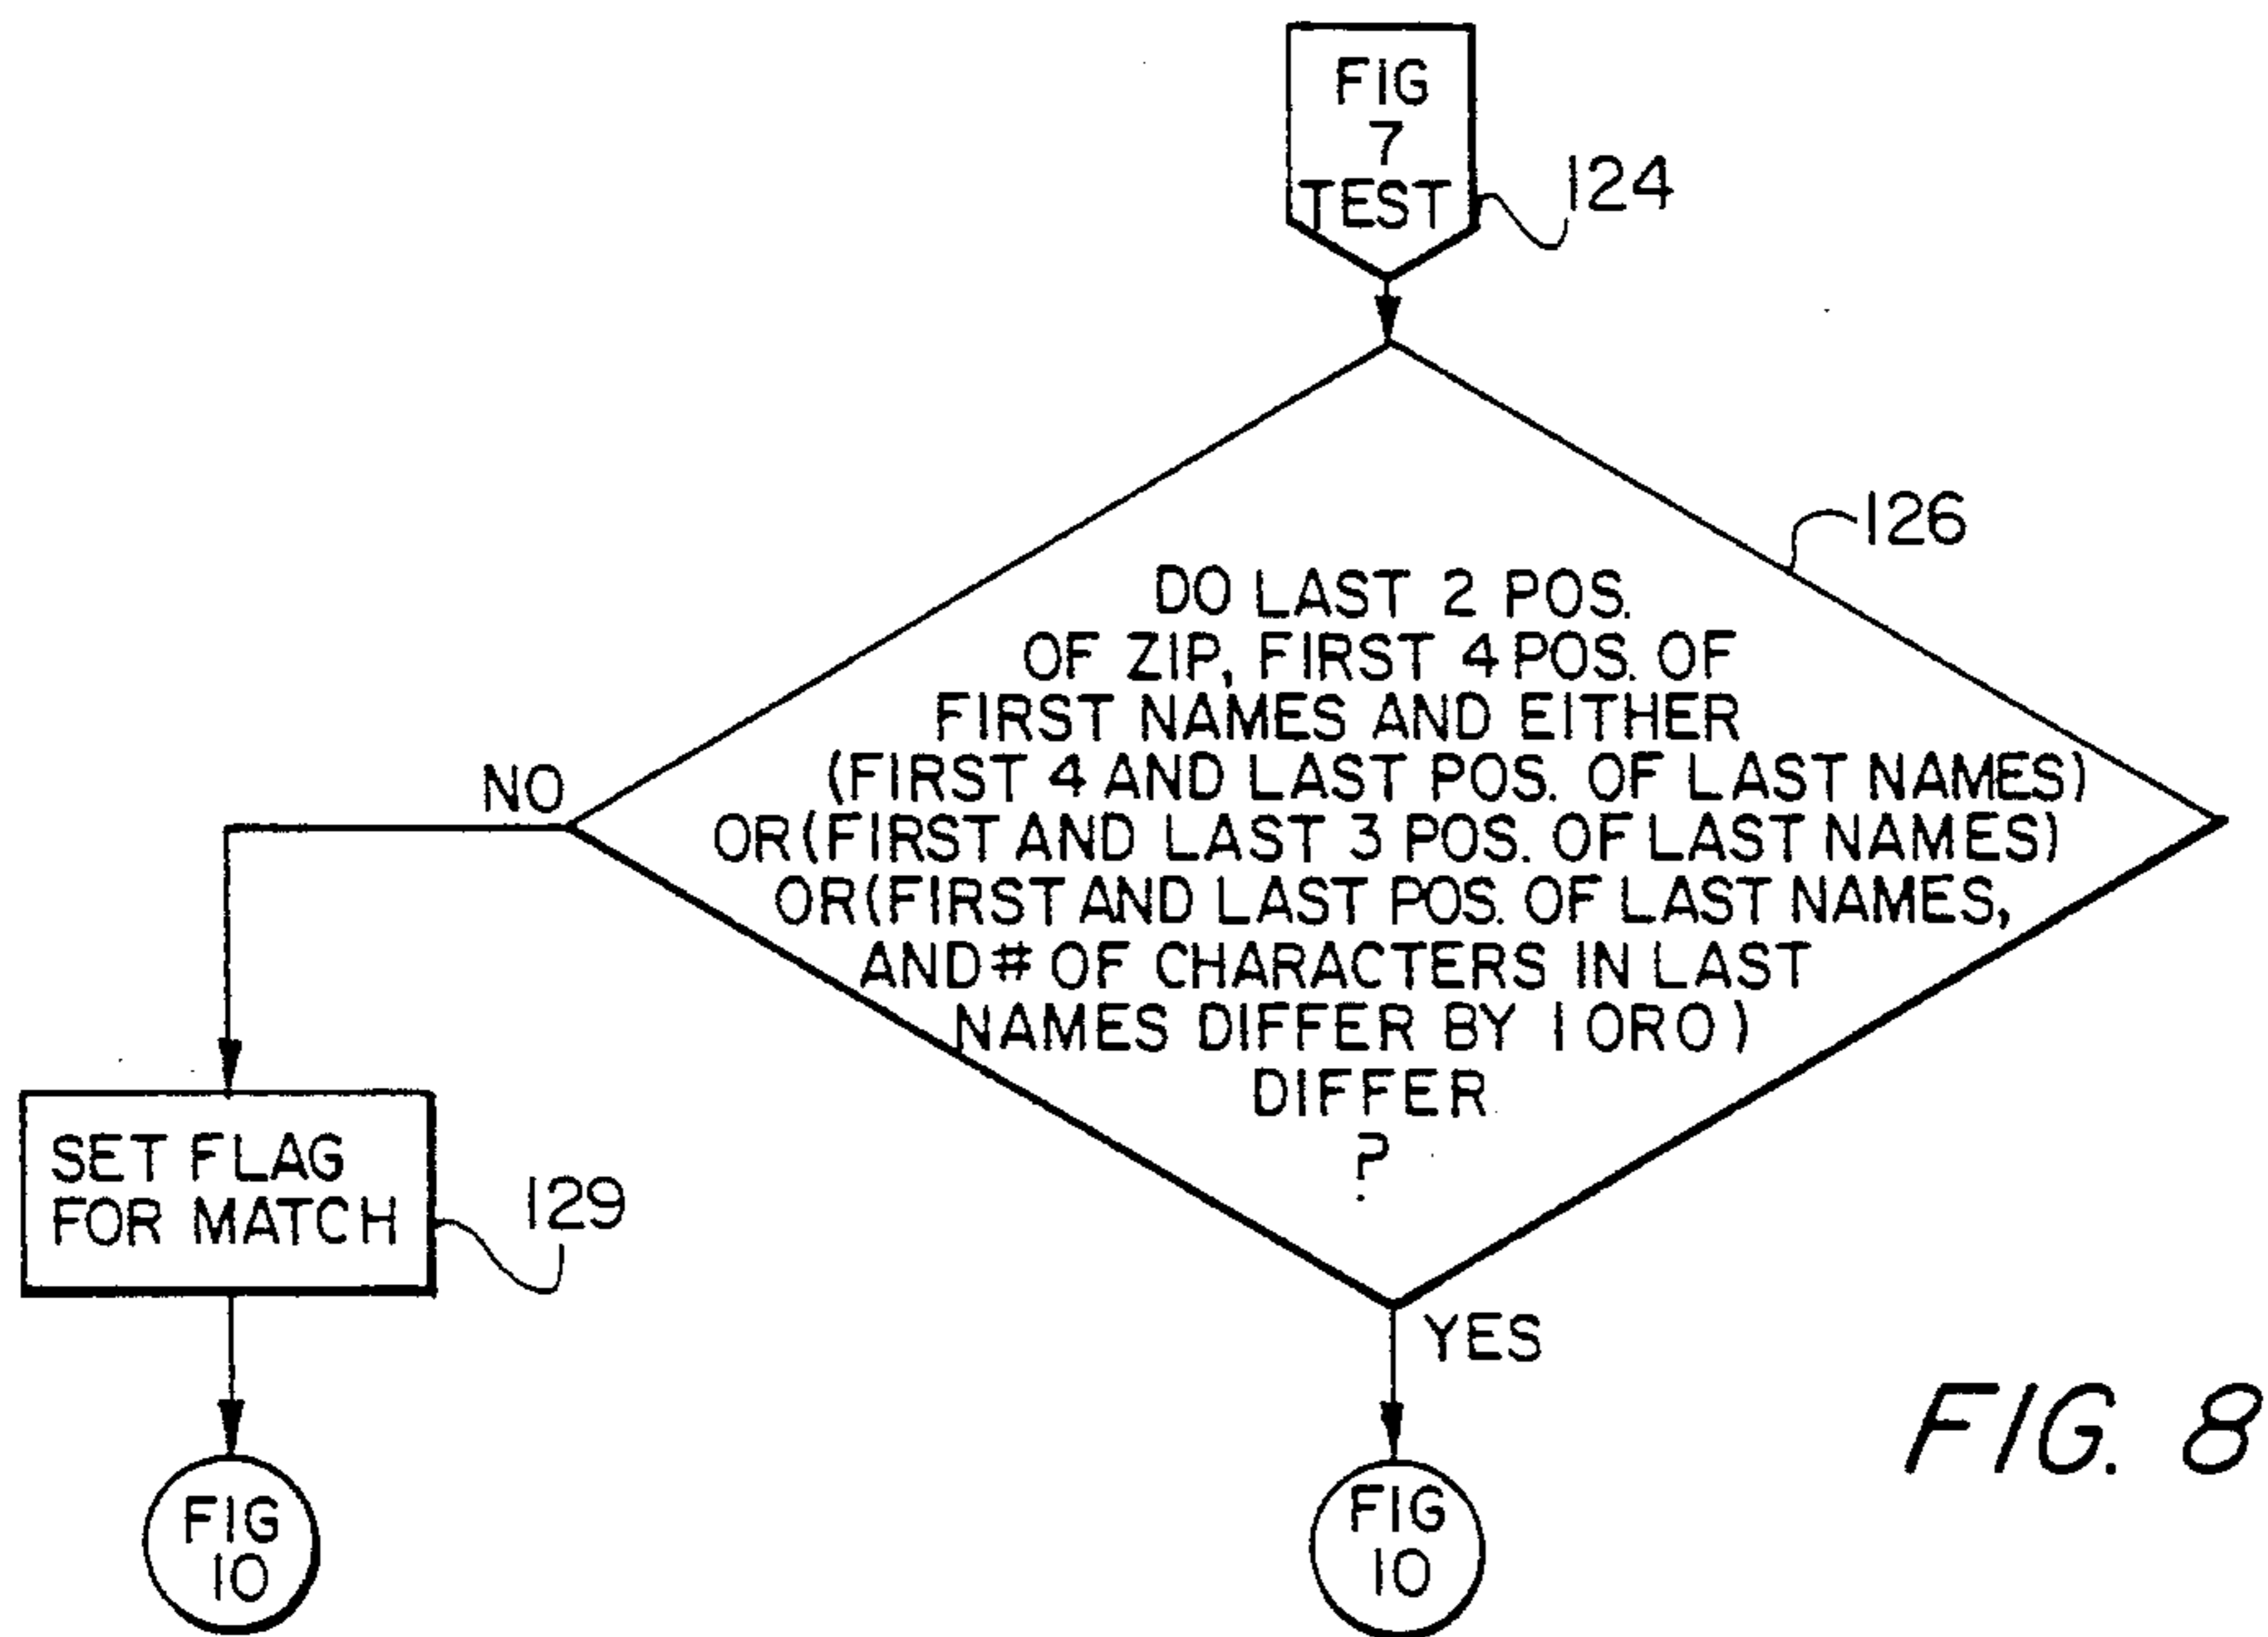 FIG
7
TEST
124
126
DO LAST 2 POS.
OF ZIP, FIRST 4 POS. OF
FIRST NAMES AND EITHER
(FIRST 4 AND LAST POS. OF LAST NAMES)
OR (FIRST AND LAST 3 POS. OF LAST NAMES)
OR (FIRST AND LAST POS. OF LAST NAMES,
AND # OF CHARACTERS IN LAST
NAMES DIFFER BY 1 OR 0)
DIFFER
?
NO
SET FLAG
FOR MATCH
129
YES
FIG
10
FIG
10
FIG. 8